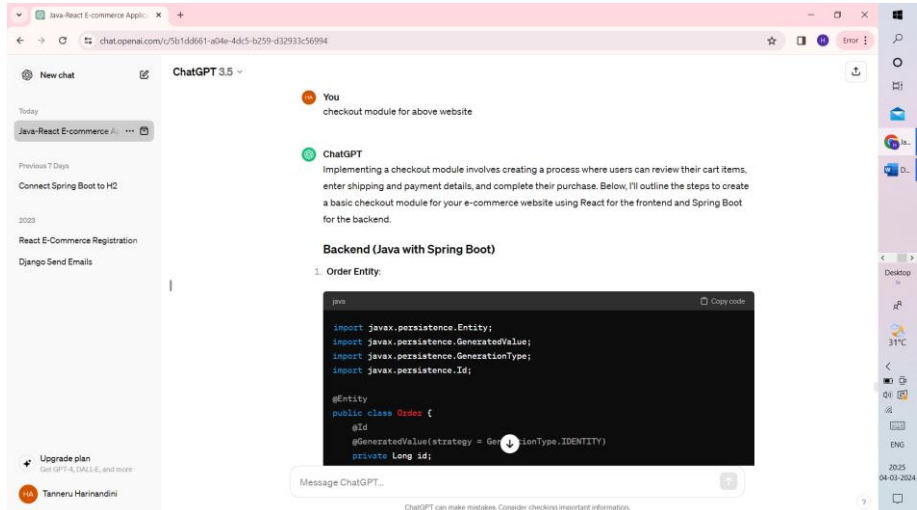 Java-React E-commerce Applic
chat.openai.com/c/5b1dd661-a04e-4dc5-b259-d32933c56994
H
Error
New chat
ChatGPT 3.5
Today
Java-React E-commerce A
Previous 7 Days
Connect Spring Boot to H2
2023
React E-Commerce Registration
Django Send Emails
Upgrade plan
Get GPT-4, DALL·E, and more
HA
Tanneru Harinandini
HA
You
checkout module for above website
ChatGPT
Implementing a checkout module involves creating a process where users can review their cart items,
enter shipping and payment details, and complete their purchase. Below, I'll outline the steps to create
a basic checkout module for your e-commerce website using React for the frontend and Spring Boot
for the backend.
Backend (Java with Spring Boot)
1. Order Entity:
java
Copy code
import javax.persistence.Entity;
import javax.persistence.GeneratedValue;
import javax.persistence.GenerationType;
import javax.persistence.Id;
@Entity
public class Order {
@Id
@GeneratedValue(strategy = GenerationType.IDENTITY)
private Long id;
Message ChatGPT...
ChatGPT can make mistakes. Consider checking important information.
?
Ja...
D...
Desktop
31°C
ENG
20:25
04-03-2024